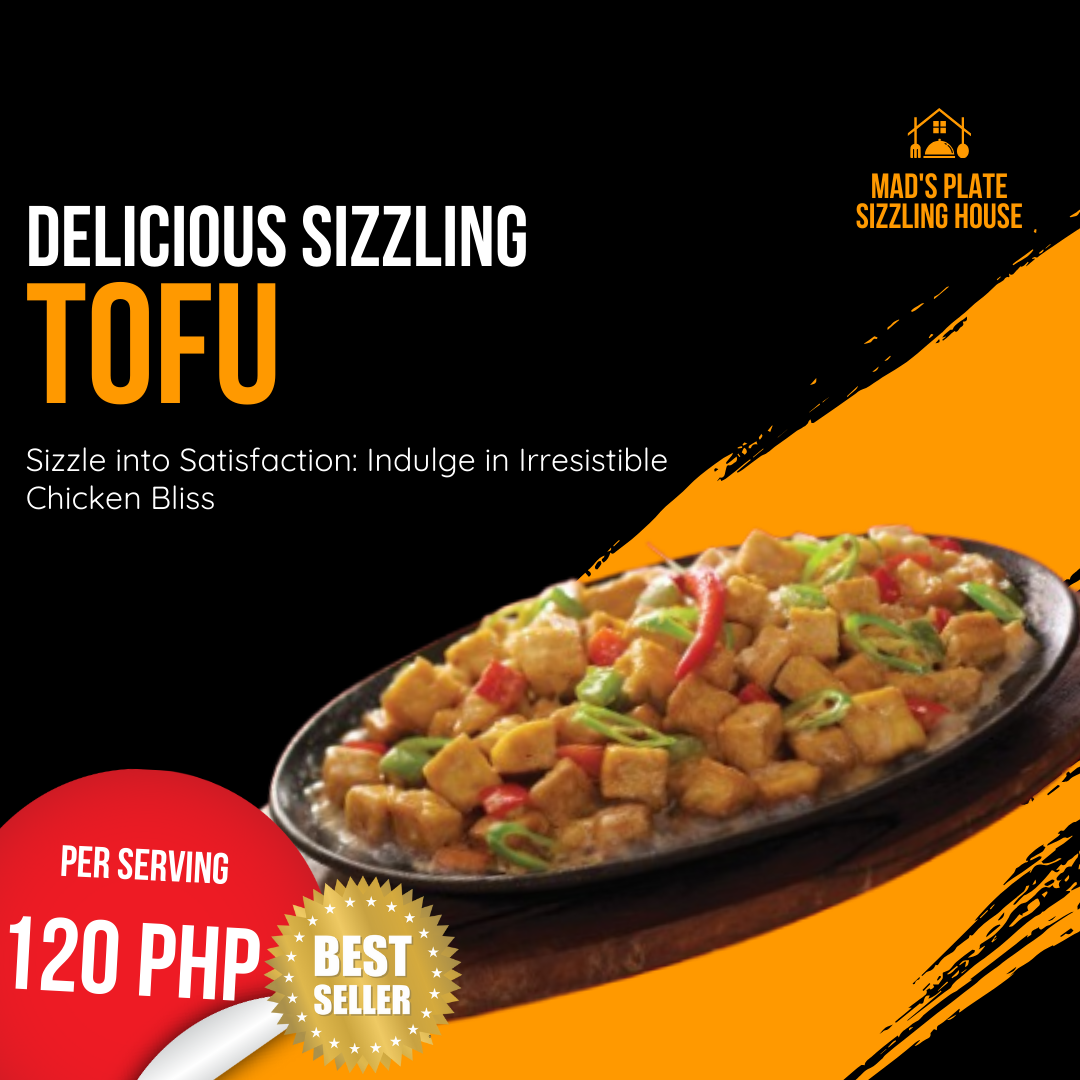 MAD'S PLATE
SIZZLING HOUSE
DELICIOUS SIZZLING
TOFU
Sizzle into Satisfaction: Indulge in Irresistible
Chicken Bliss
PER SERVING
120 PHP
BEST
SELLER